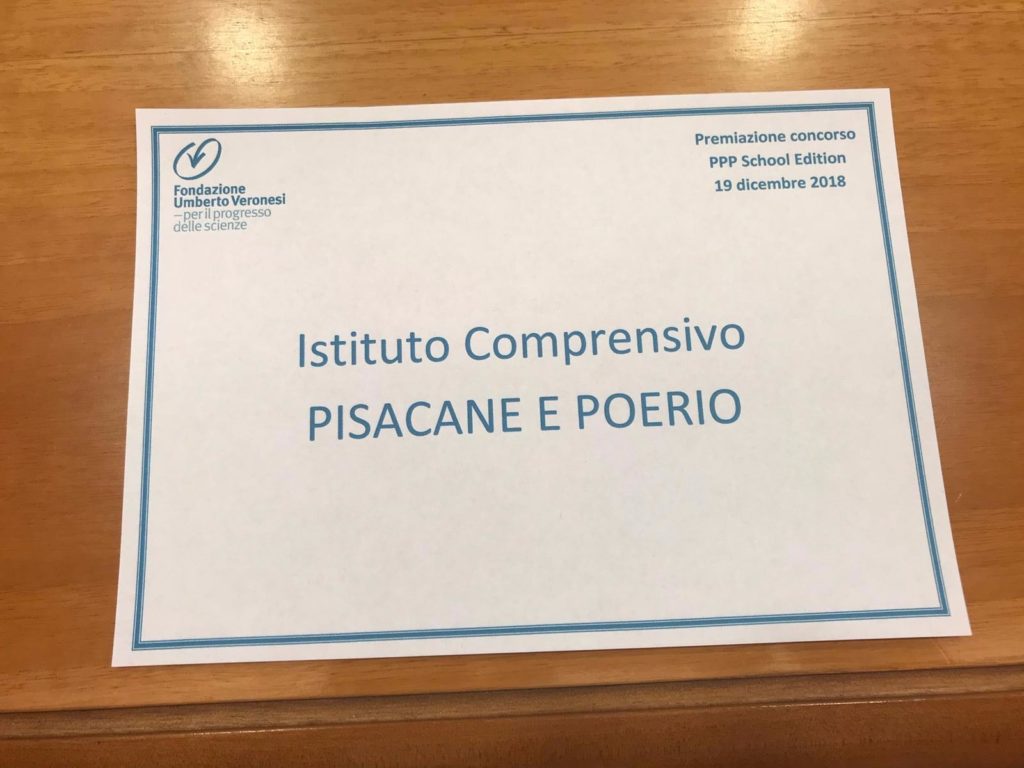 Fondazione
Umberto Veronesi
–per il progresso
delle scienze
Premiazione concorso
PPP School Edition
19 dicembre 2018
Istituto Comprensivo
PISACANE E POERIO